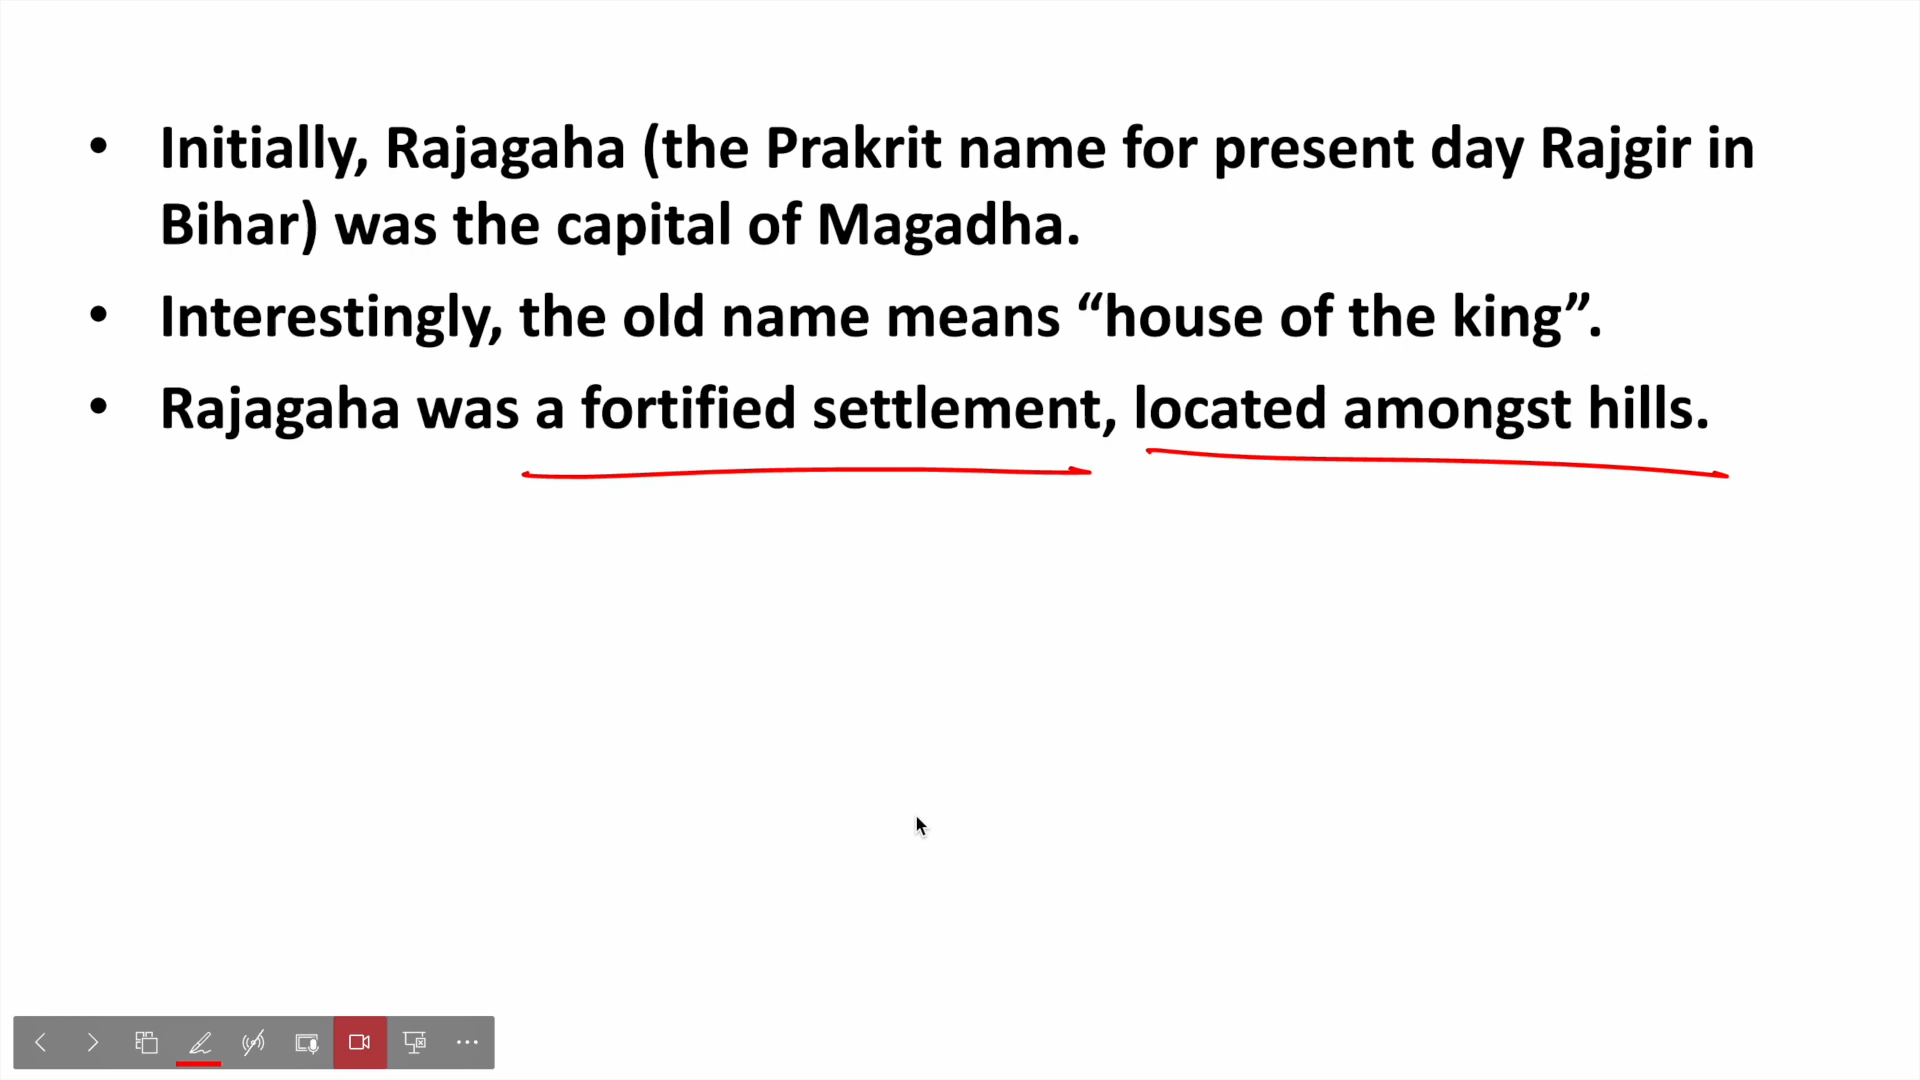 • Initially, Rajagaha (the Prakrit name for present day Rajgir in
Bihar) was the capital of Magadha.
• Interestingly, the old name means “house of the king”.
• Rajagaha was a fortified settlement, located amongst hills.